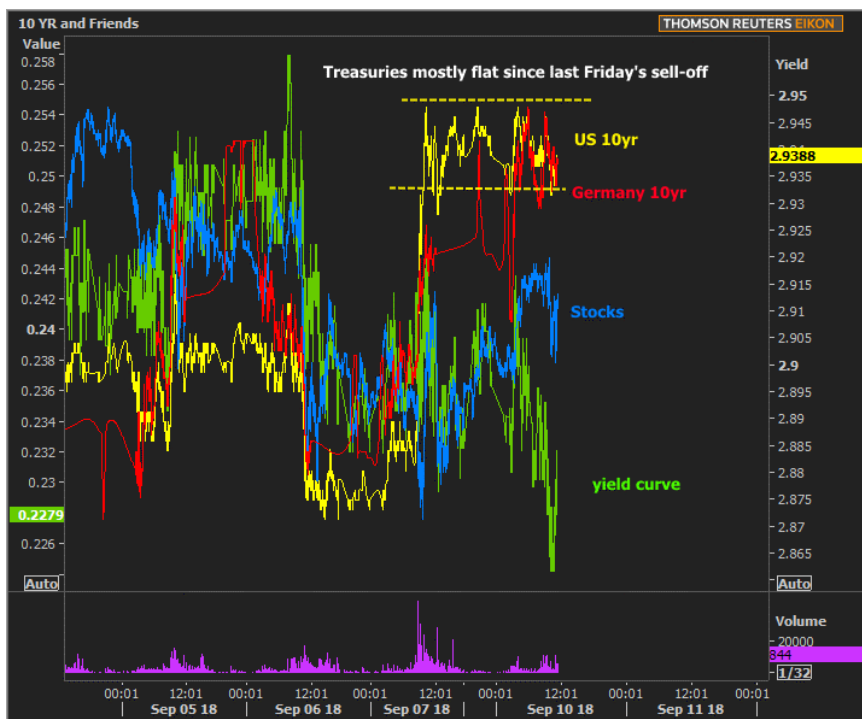 10 YR and Friends
THOMSON REUTERS EIKON
Value
Yield
Treasuries mostly flat since last Friday's sell-off
0.258
0.256
0.254
0.252
0.25
0.248
0.246
0.244
0.242
0.24
0.238
0.236
0.234
0.232
0.23
0.2279
0.226
Auto
2.95
2.945
2.94
2.9388
2.935
2.93
2.925
2.92
2.915
2.91
2.905
2.9
2.895
2.89
2.885
2.88
2.875
2.87
2.865
Auto
US 10yr
Germany 10yr
Stocks
yield curve
Volume
20000
844
1/32
00:01 12:01 00:01 12:01 00:01 12:01 00:01 12:01 00:01 00:01
Sep 05 18 Sep 06 18 Sep 07 18 Sep 10 18 Sep 11 18